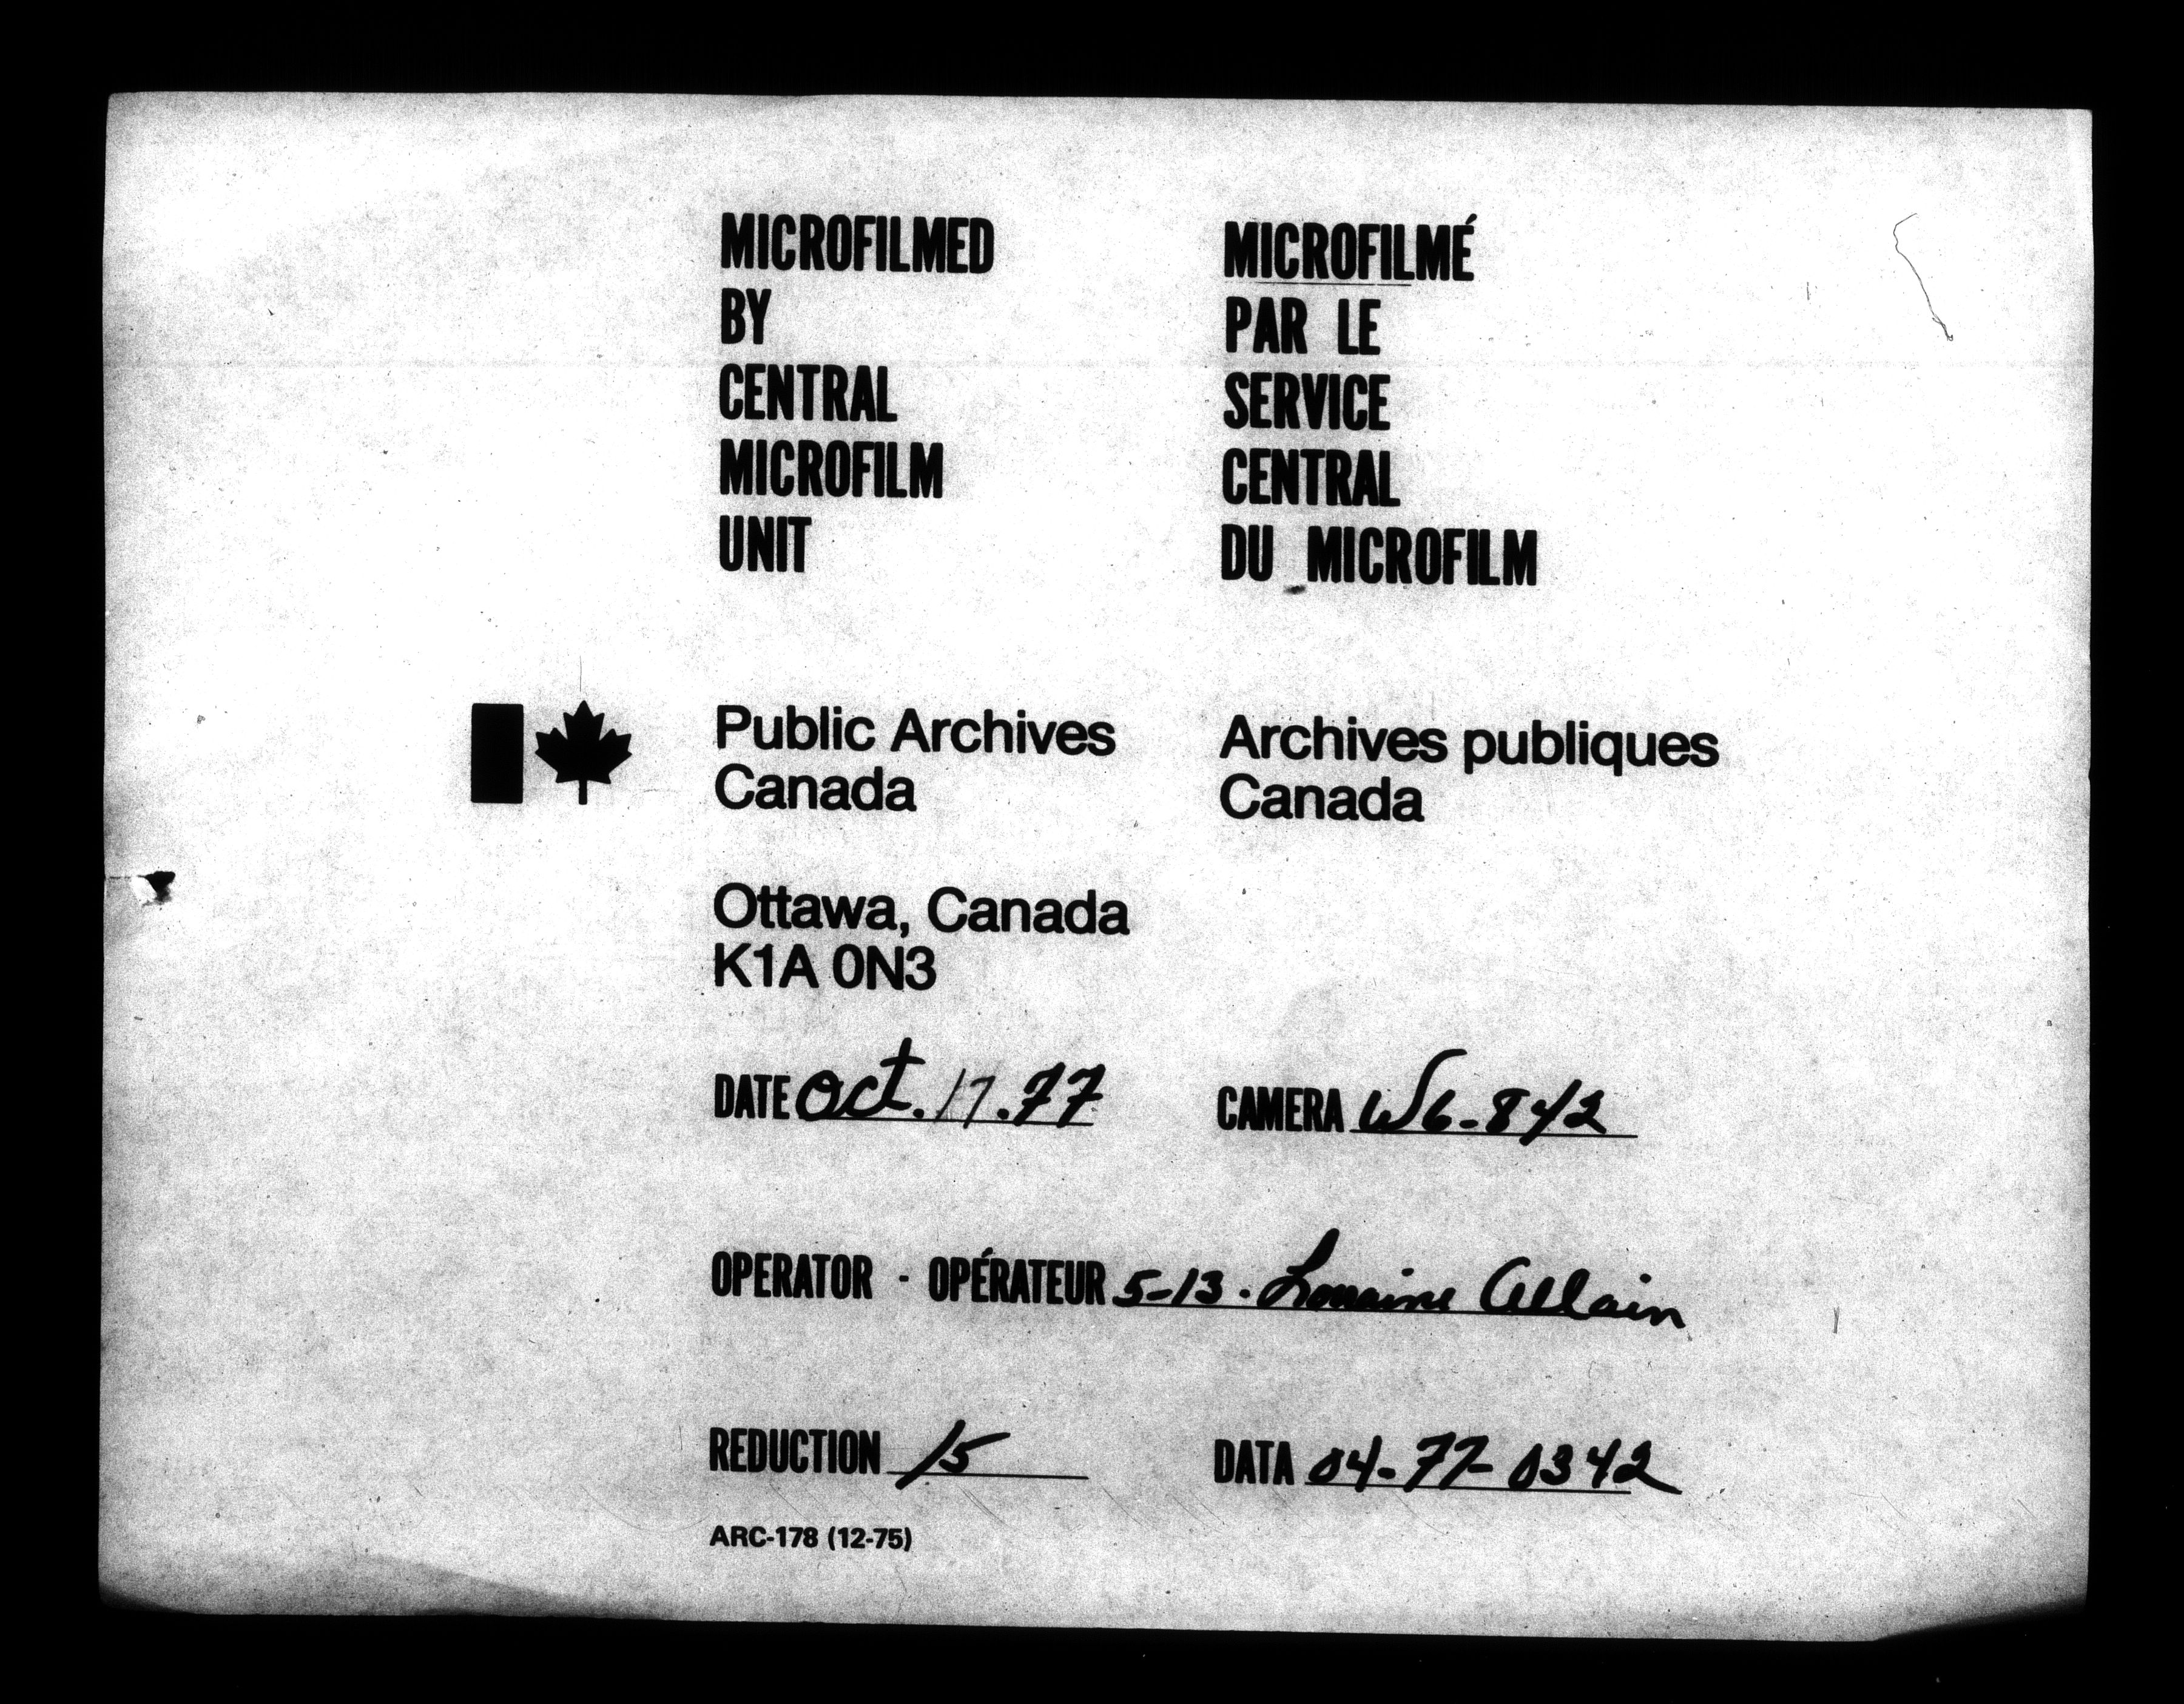 MICROFILMED
BY
CENTRAL
MICROFILM
UNIT
MICROFILMÉ
PAR LE
SERVICE
CENTRAL
DU MICROFILM
Public Archives
Canada
Archives publiques
Canada
Ottawa, Canada
K1A 0N3
DATE Oct. 17. 77
CAMERA W6-842
OPERATOR - OPÉRATEUR 5-13. Lorraine Allain
REDUCTION 15
DATA 04-77-0342
ARC-178 (12-75)